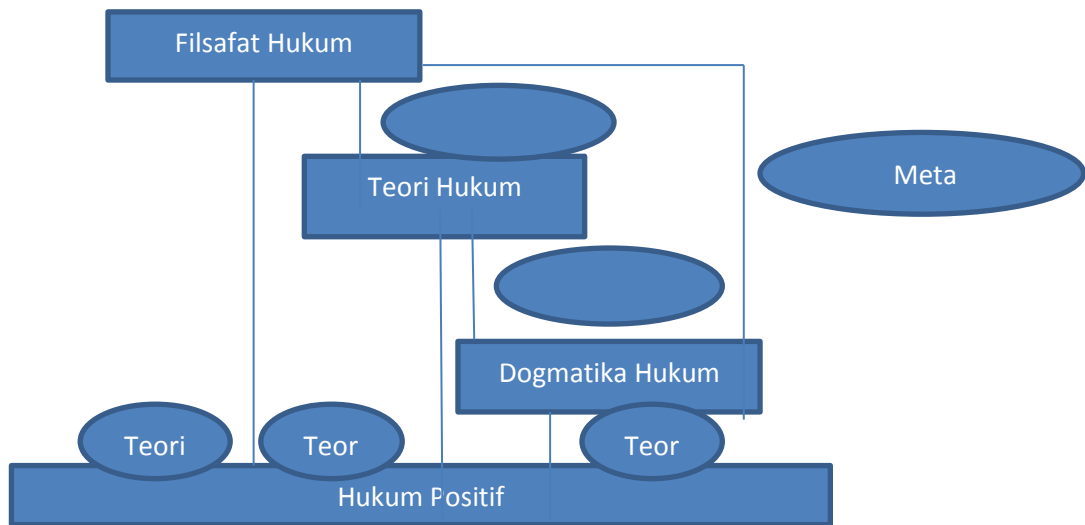 Filsafat Hukum
Meta
Teori Hukum
Dogmatika Hukum
Teori
Teor
Teor
Hukum Positif